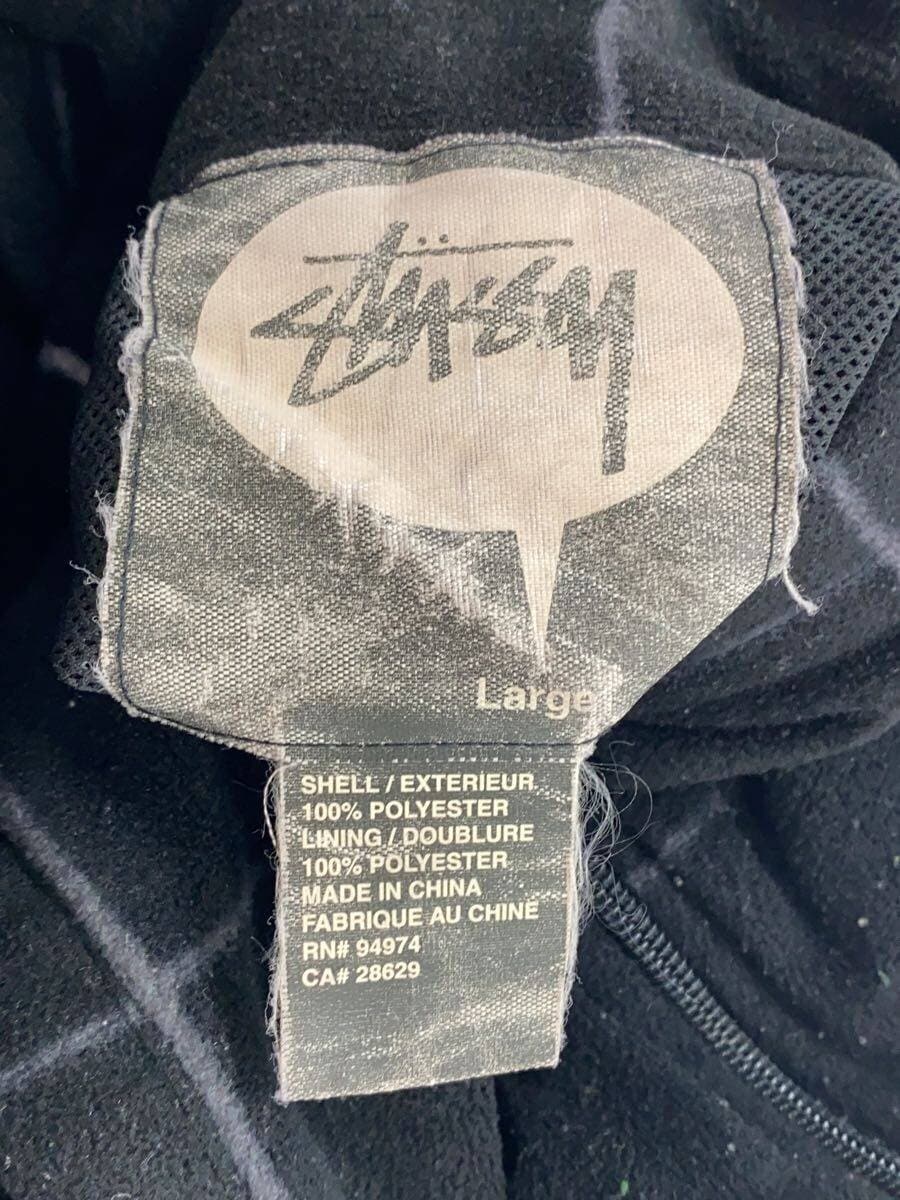 Stüssy
Large
SHELL / EXTERIEUR
100% POLYESTER
LINING / DOUBLURE
100% POLYESTER
MADE IN CHINA
FABRIQUE AU CHINE
RN# 94974
CA# 28629